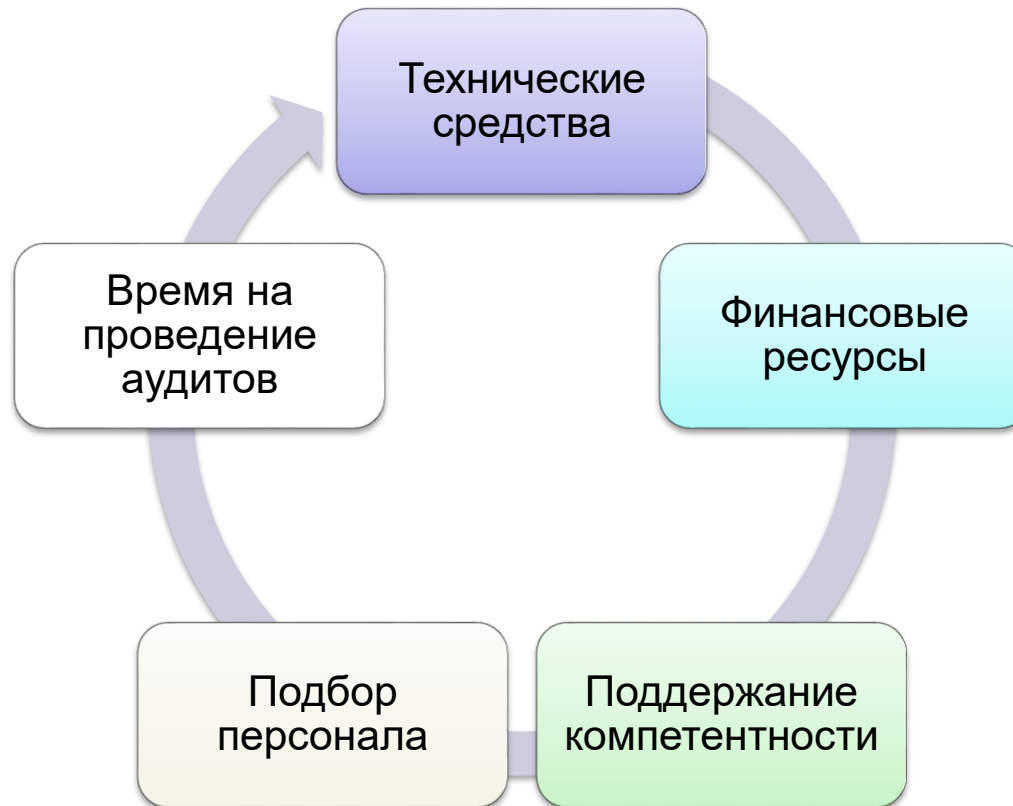 Технические
средства
Финансовые
ресурсы
Поддержание
компетентности
Подбор
персонала
Время на
проведение
аудитов